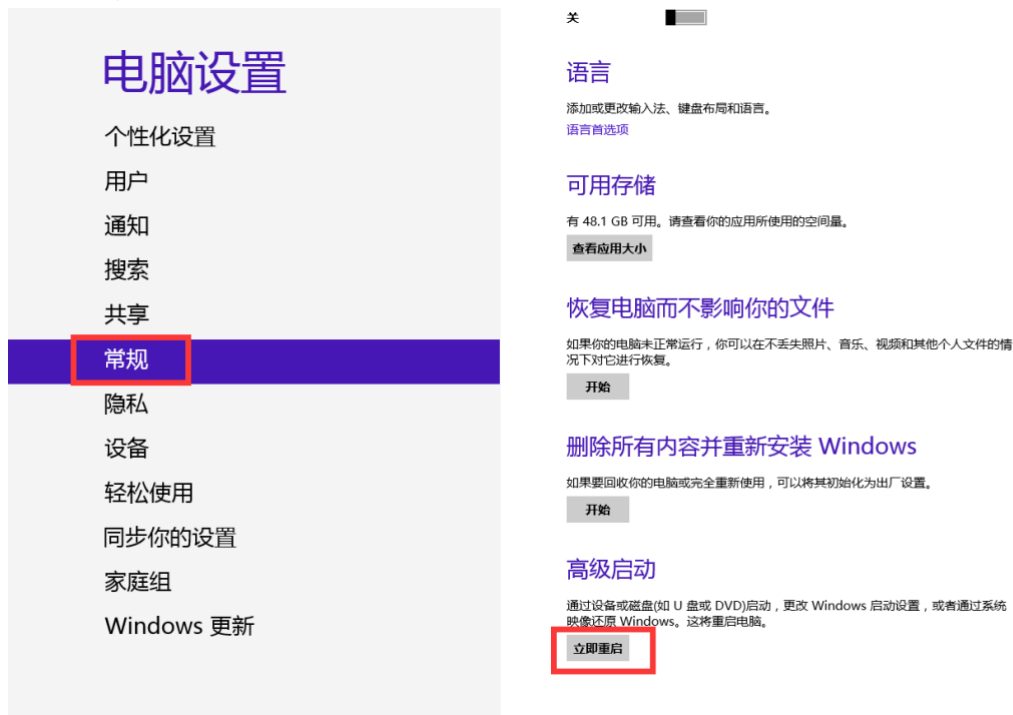 电脑设置
个性化设置
用户
通知
搜索
共享
常规
隐私
设备
轻松使用
同步你的设置
家庭组
Windows 更新
关
语言
添加或更改输入法、键盘布局和语言。
语言首选项
可用存储
有 48.1 GB 可用。请查看你的应用所使用的空间量。
查看应用大小
恢复电脑而不影响你的文件
如果你的电脑未正常运行，你可以在不丢失照片、音乐、视频和其他个人文件的情
况下对它进行恢复。
开始
删除所有内容并重新安装 Windows
如果要回收你的电脑或完全重新使用，可以将其初始化为出厂设置。
开始
高级启动
通过设备或磁盘(如 U 盘或 DVD)启动，更改 Windows 启动设置，或者通过系统
映像还原 Windows。这将重启电脑。
立即重启